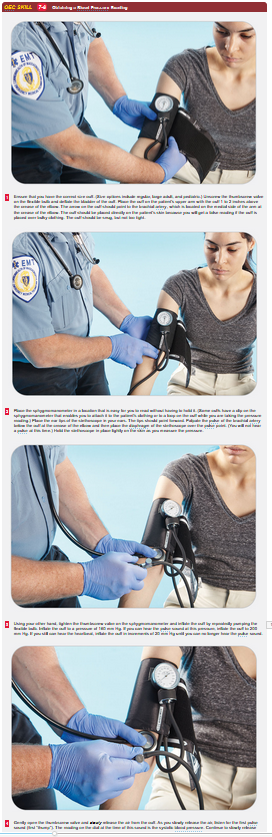 OEC SKILL 7-6 Obtaining a Blood Pressure Reading
EMT
1 Ensure that you have the correct size cuff. (Size options include regular, large adult, and pediatric.) Unscrew the thumbscrew valve
on the flexible bulb and deflate the bladder of the cuff. Place the cuff on the patient's upper arm with the cuff 1 to 2 inches above
the crease of the elbow. The arrow on the cuff should point to the brachial artery, which is located on the medial side of the arm at
the crease of the elbow. The cuff should be placed directly on the patient's skin because you will get a false reading if the cuff is
placed over bulky clothing. The cuff should be snug, but not too tight.
EMT
2 Place the sphygmomanometer in a location that is easy for you to read without having to hold it. (Some cuffs have a clip on the
sphygmomanometer that enables you to attach it to the patient's clothing or to a loop on the cuff while you are taking the pressure
reading.) Place the ear tips of the stethoscope in your ears. The tips should point forward. Palpate the pulse of the brachial artery
below the cuff at the crease of the elbow and then place the diaphragm of the stethoscope over the pulse point. (You will not hear
a pulse at this time.) Hold the stethoscope in place lightly on the skin as you measure the pressure.
3 Using your other hand, tighten the thumbscrew valve on the sphygmomanometer and inflate the cuff by repeatedly pumping the
flexible bulb. Inflate the cuff to a pressure of 180 mm Hg. If you can hear the pulse sound at this pressure, inflate the cuff to 200
mm Hg. If you still can hear the heartbeat, inflate the cuff in increments of 20 mm Hg until you can no longer hear the pulse sound.
4 Gently open the thumbscrew valve and slowly release the air from the cuff. As you slowly release the air, listen for the first pulse
sound (first "thump"). The reading on the dial at the time of this sound is the systolic blood pressure. Continue to slowly release